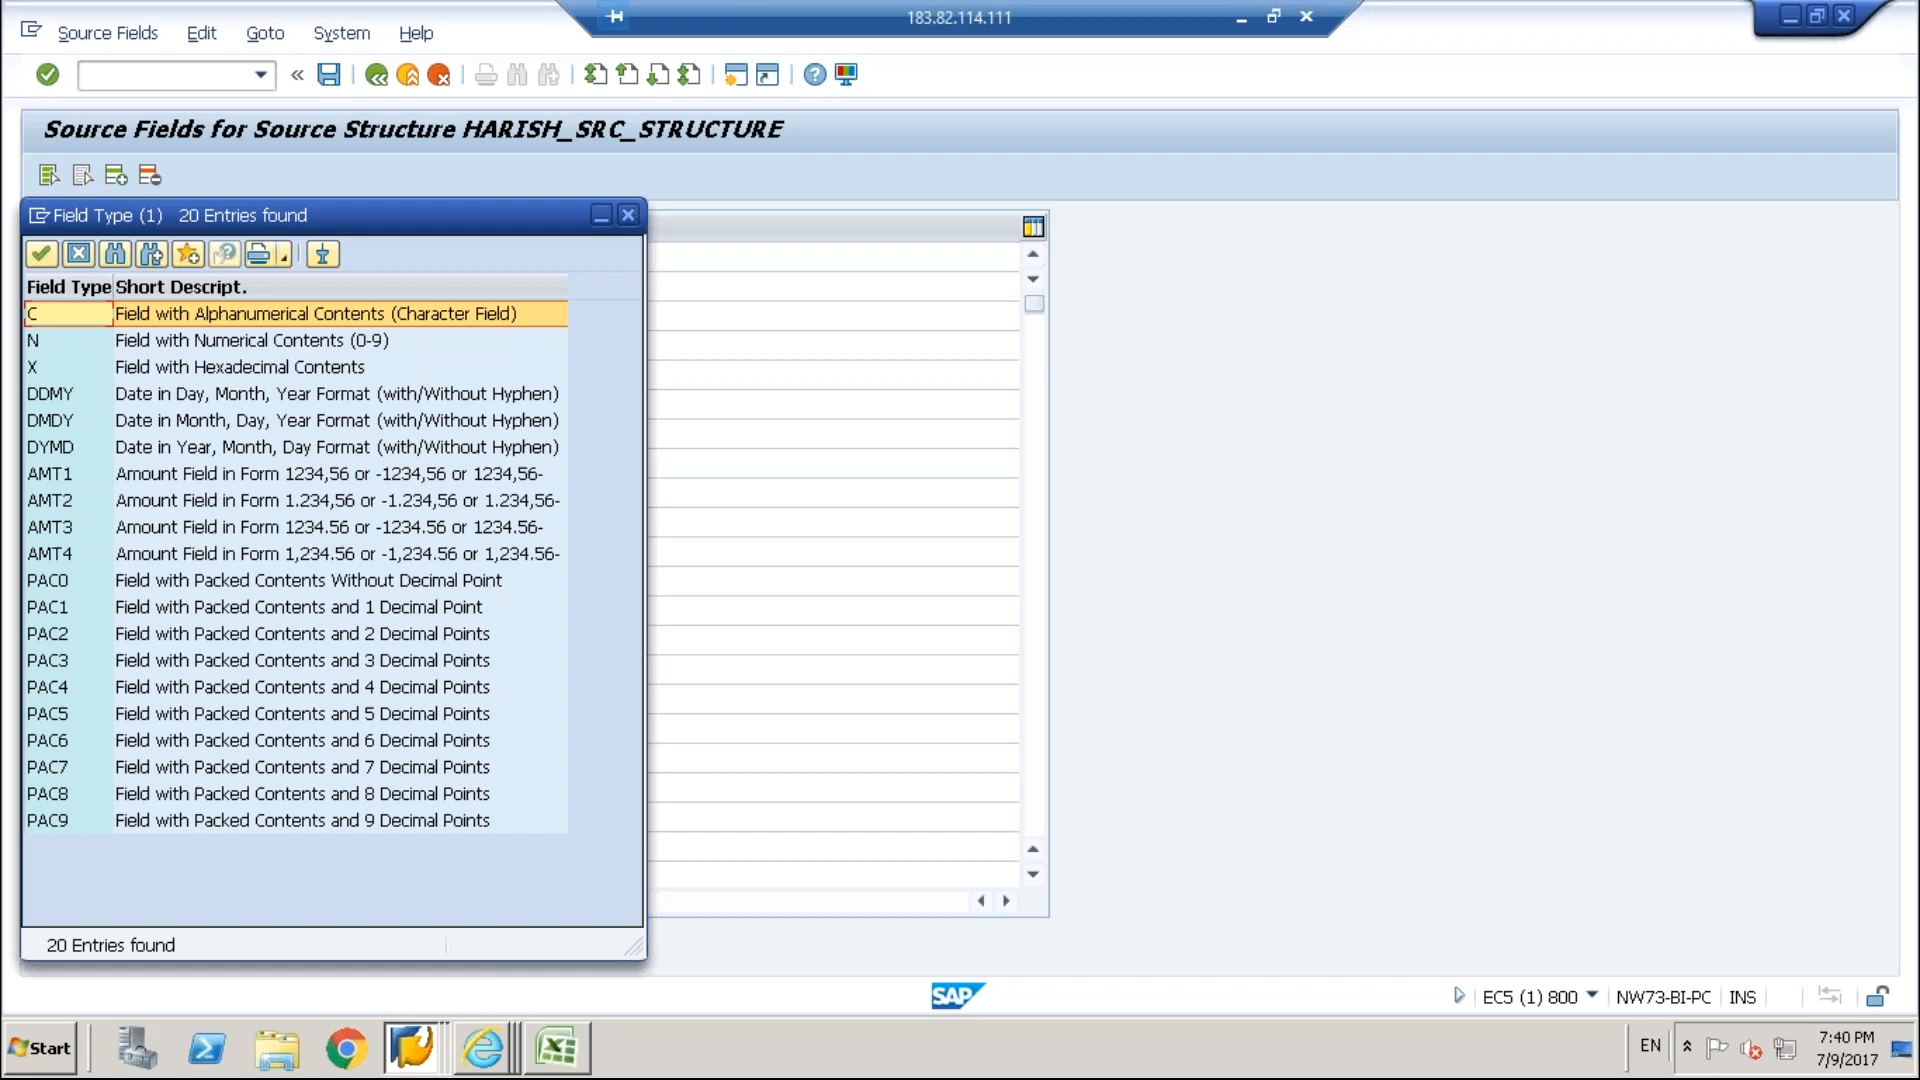 183.82.114.111
Source Fields Edit Goto System Help
Source Fields for Source Structure HARISH_SRC_STRUCTURE
Field Type (1) 20 Entries found
Field Type Short Descript.
C Field with Alphanumerical Contents (Character Field)
N Field with Numerical Contents (0-9)
X Field with Hexadecimal Contents
DDMY Date in Day, Month, Year Format (with/Without Hyphen)
DMDY Date in Month, Day, Year Format (with/Without Hyphen)
DYMD Date in Year, Month, Day Format (with/Without Hyphen)
AMT1 Amount Field in Form 1234,56 or -1234,56 or 1234,56-
AMT2 Amount Field in Form 1.234,56 or -1.234,56 or 1.234,56-
AMT3 Amount Field in Form 1234.56 or -1234.56 or 1234.56-
AMT4 Amount Field in Form 1,234.56 or -1,234.56 or 1,234.56-
PAC0 Field with Packed Contents Without Decimal Point
PAC1 Field with Packed Contents and 1 Decimal Point
PAC2 Field with Packed Contents and 2 Decimal Points
PAC3 Field with Packed Contents and 3 Decimal Points
PAC4 Field with Packed Contents and 4 Decimal Points
PAC5 Field with Packed Contents and 5 Decimal Points
PAC6 Field with Packed Contents and 6 Decimal Points
PAC7 Field with Packed Contents and 7 Decimal Points
PAC8 Field with Packed Contents and 8 Decimal Points
PAC9 Field with Packed Contents and 9 Decimal Points
20 Entries found
SAP
EC5 (1) 800 NW73-BI-PC INS
Start
EN
7:40 PM
7/9/2017